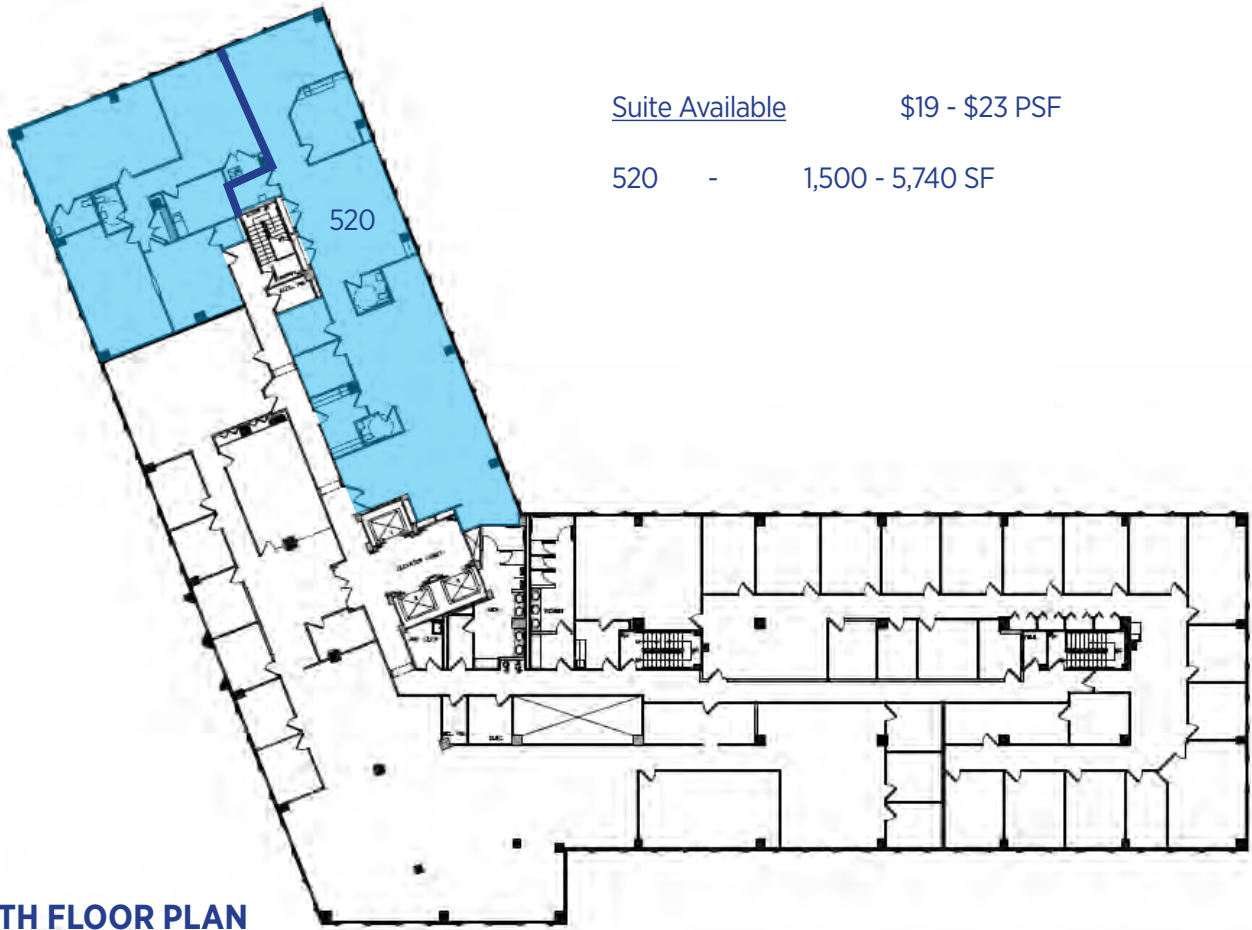 Suite Available $19 - $23 PSF
520 - 1,500 - 5,740 SF
520
ELEVATOR LOBBY
TH FLOOR PLAN